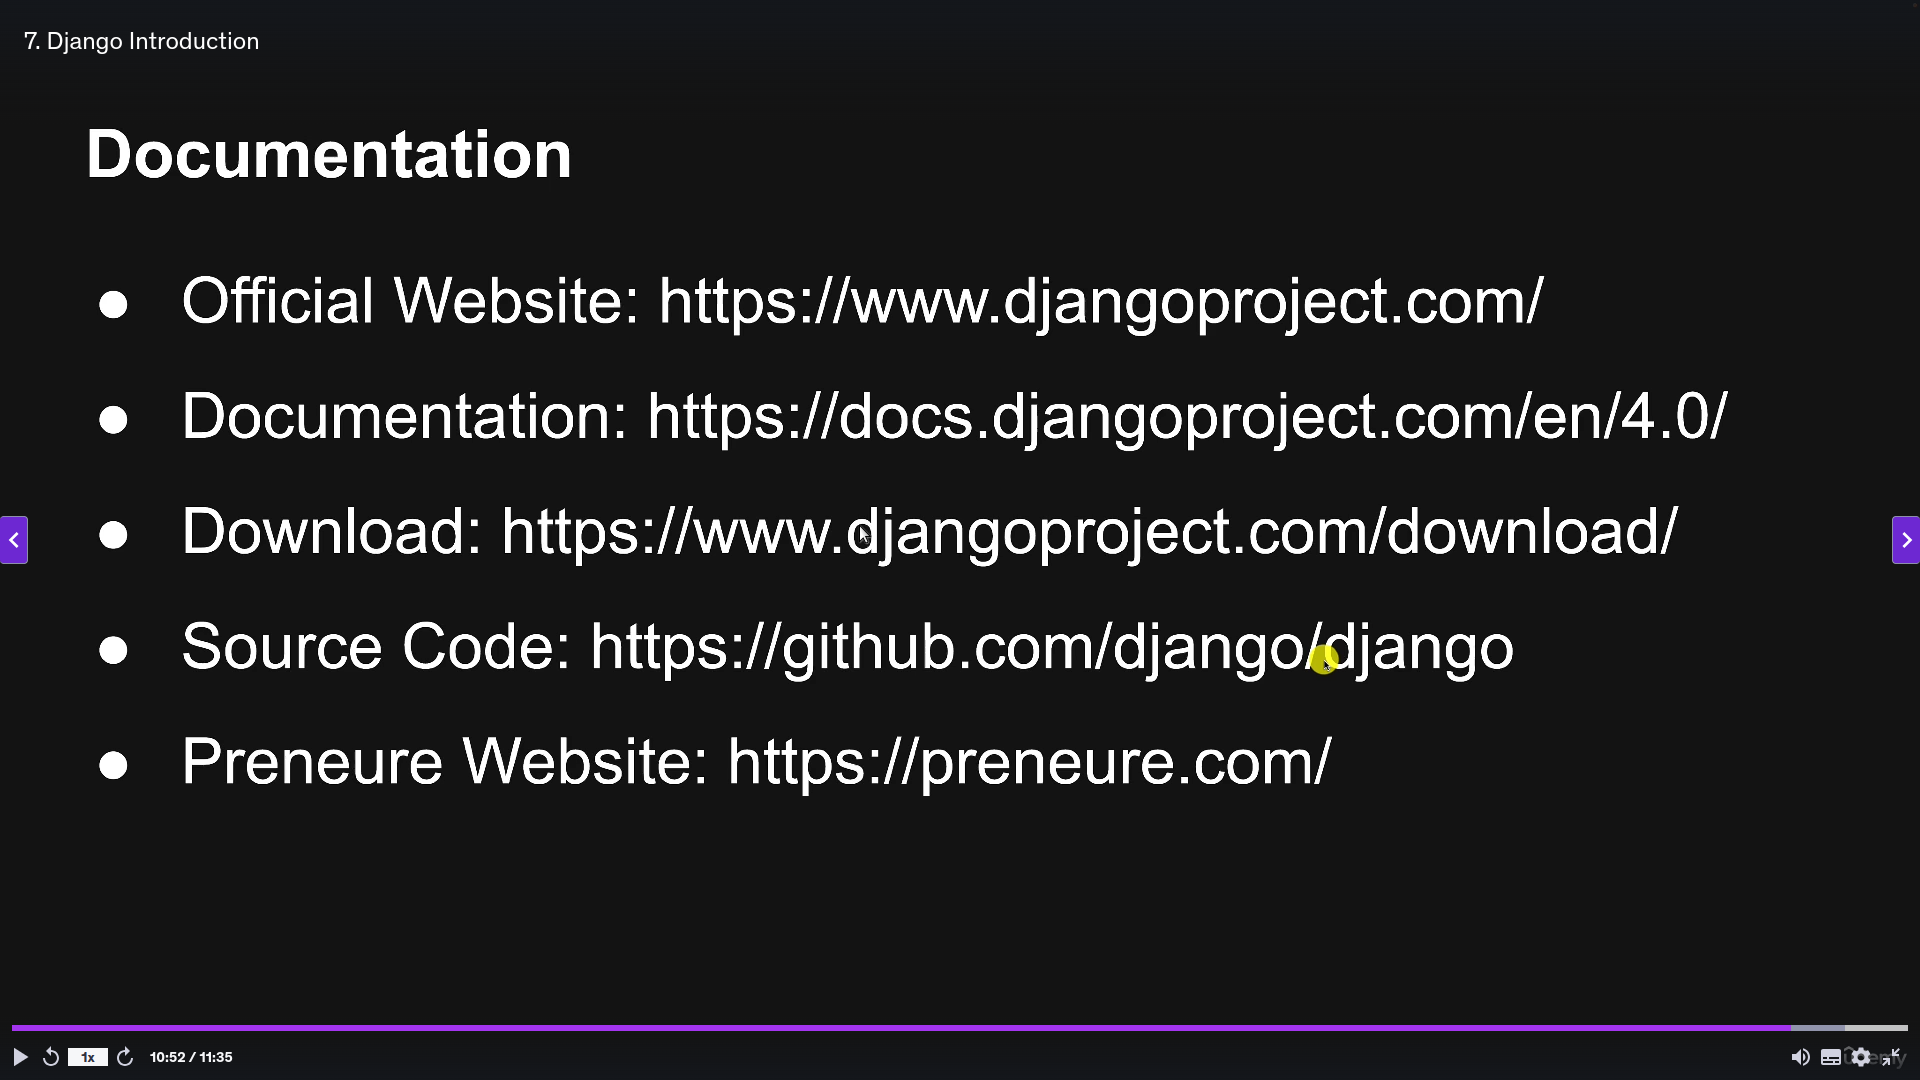 7. Django Introduction
Documentation
● Official Website: https://www.djangoproject.com/
● Documentation: https://docs.djangoproject.com/en/4.0/
● Download: https://www.djangoproject.com/download/
● Source Code: https://github.com/django/django
● Preneure Website: https://preneure.com/
1x 10:52 / 11:35